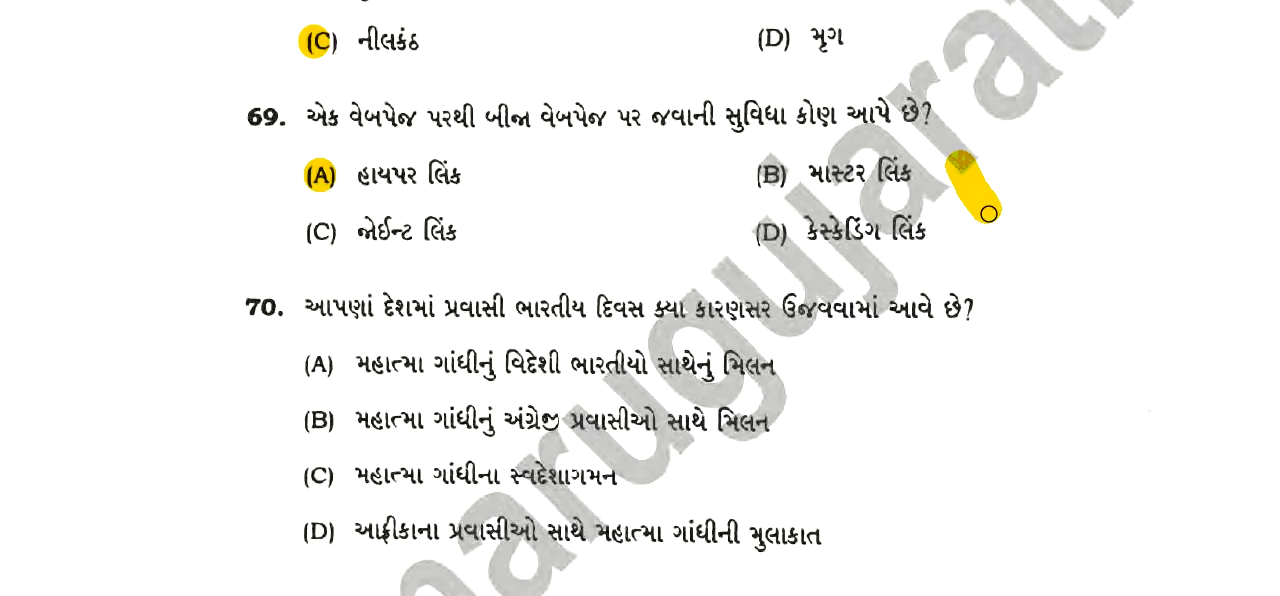 (C) નીલકંઠ (D) મૃગ
69. એક વેબપેજ પરથી બીજા વેબપેજ પર જવાની સુવિધા કોણ આપે છે?
(A) હાયપર લિંક (B) માસ્ટર લિંક
(C) જોઈન્ટ લિંક (D) કેસ્કેડિંગ લિંક
70. આપણાં દેશમાં પ્રવાસી ભારતીય દિવસ ક્યા કારણસર ઉજવવામાં આવે છે?
(A) મહાત્મા ગાંધીનું વિદેશી ભારતીયો સાથેનું મિલન
(B) મહાત્મા ગાંધીનું અંગ્રેજી પ્રવાસીઓ સાથે મિલન
(C) મહાત્મા ગાંધીના સ્વદેશાગમન
(D) આફ્રીકાના પ્રવાસીઓ સાથે મહાત્મા ગાંધીની મુલાકાત
marugujarat